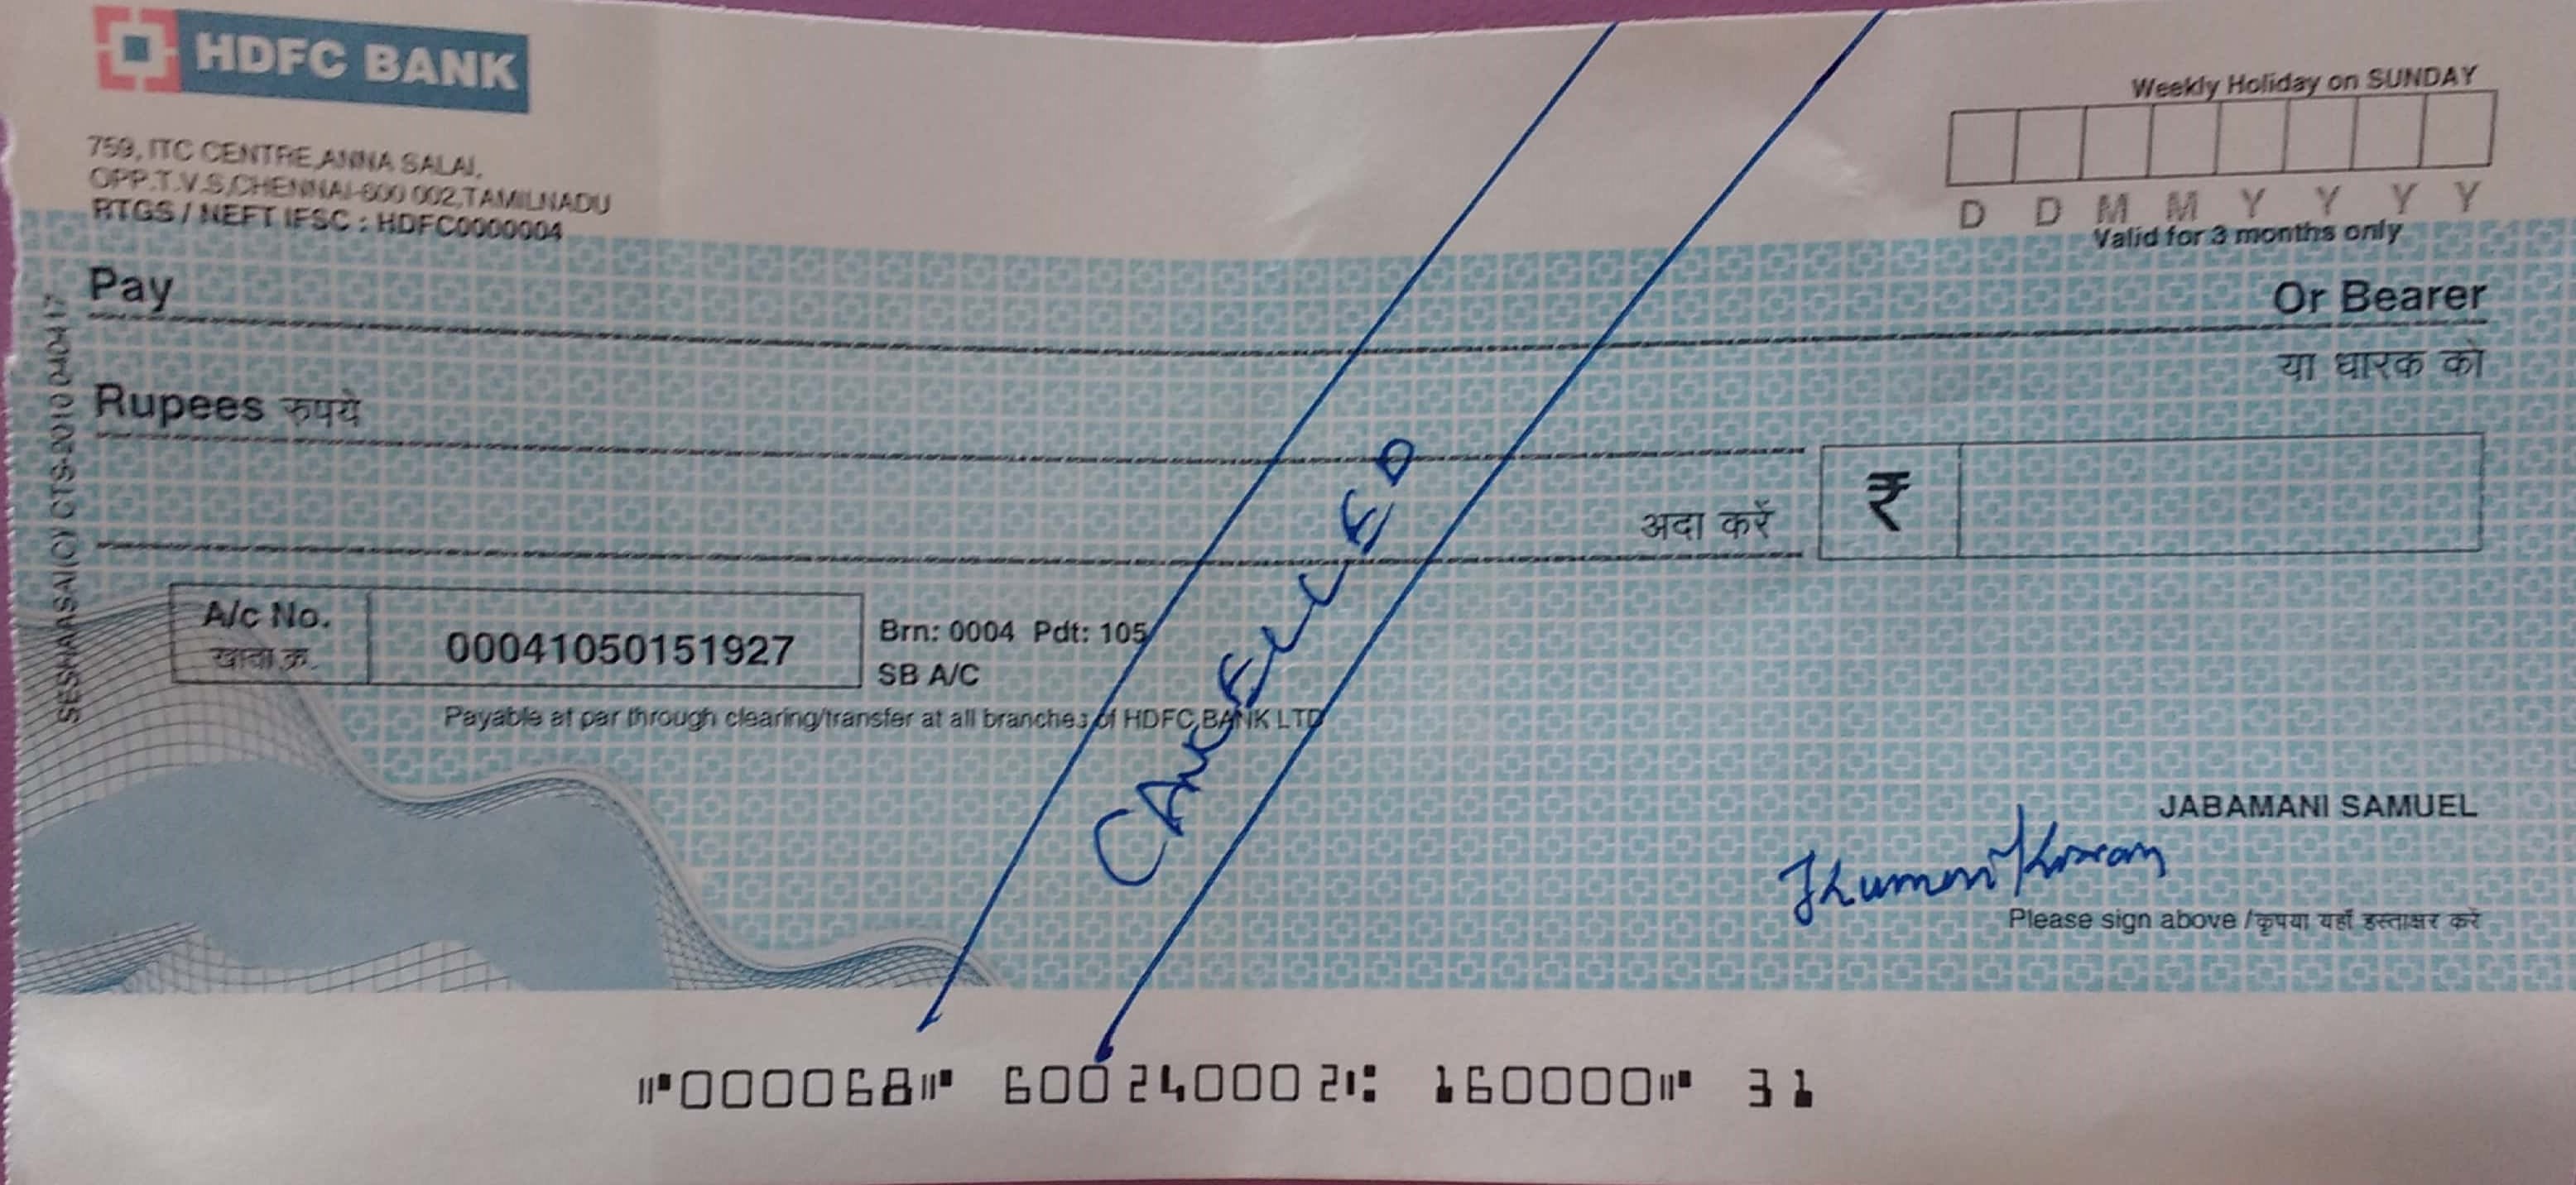 HDFC BANK
759, ITC CENTRE,ANNA SALAI,
OPP.T.V.S,CHENNAI-600 002,TAMILNADU
RTGS / NEFT IFSC : HDFC0000004
Weekly Holiday on SUNDAY
D D M M Y Y Y Y
Valid for 3 months only
Pay
Or Bearer
या धारक को
Rupees रुपये
अदा करें
₹
A/c No.
खाता क्र.
00041050151927
Brn: 0004 Pdt: 105
SB A/C
Payable at par through clearing/transfer at all branches of HDFC BANK LTD
CANCELLED
SESHAASAI(C) CTS-2010 040417
JABAMANI SAMUEL
Please sign above /कृपया यहाँ हस्ताक्षर करें
⑈000068⑈ 600240002⑆ 160000⑈ 31